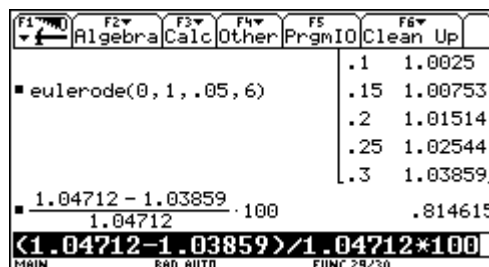 F1 F2 F3 F4 F5 F6
Algebra Calc Other PrgmIO Clean Up
.1 1.0025
▪ eulerode(0,1,.05,6) .15 1.00753
.2 1.01514
.25 1.02544
.3 1.03859
▪ 1.04712 - 1.03859
1.04712 · 100 .814615
(1.04712-1.03859)/1.04712*100
MAIN RAD AUTO FUNC 29/30